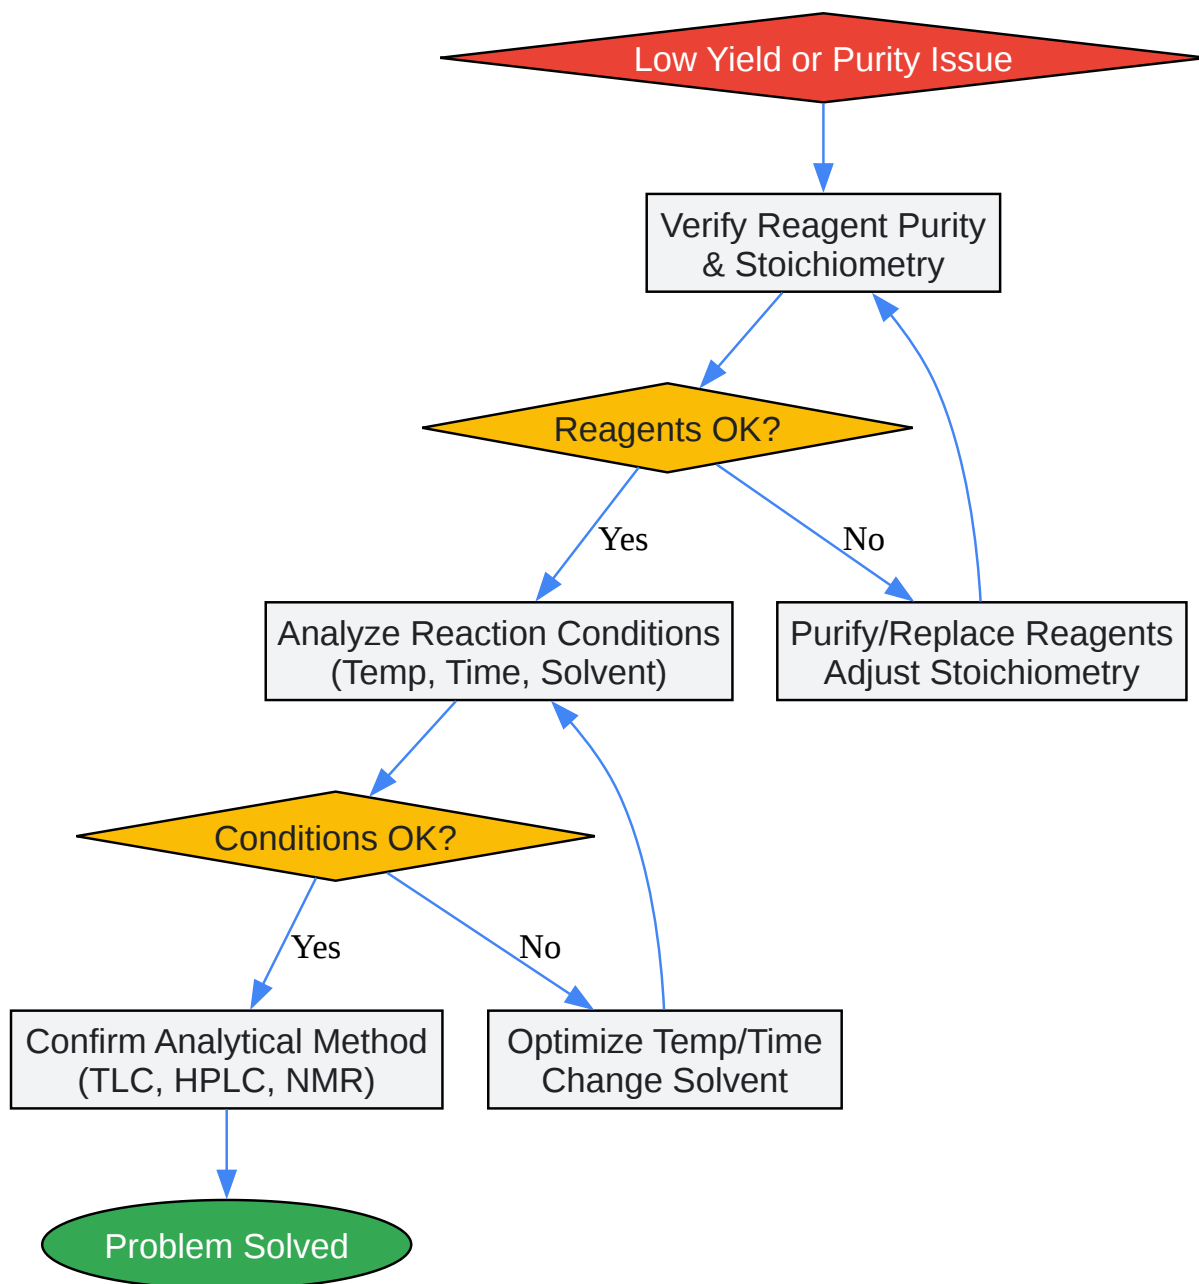 Low Yield or Purity Issue
Verify Reagent Purity
& Stoichiometry
Reagents OK?
Yes
No
Analyze Reaction Conditions
(Temp, Time, Solvent)
Purify/Replace Reagents
Adjust Stoichiometry
Conditions OK?
Yes
No
Confirm Analytical Method
(TLC, HPLC, NMR)
Optimize Temp/Time
Change Solvent
Problem Solved